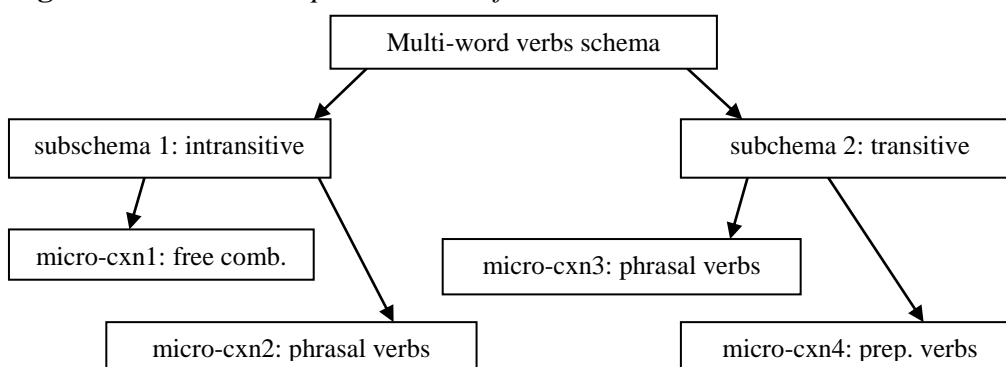 Multi-word verbs schema
subschema 1: intransitive
subchema 2: transitive
micro-cxn1: free comb.
micro-cxn3: phrasal verbs
micro-cxn2: phrasal verbs
micro-cxn4: prep. verbs